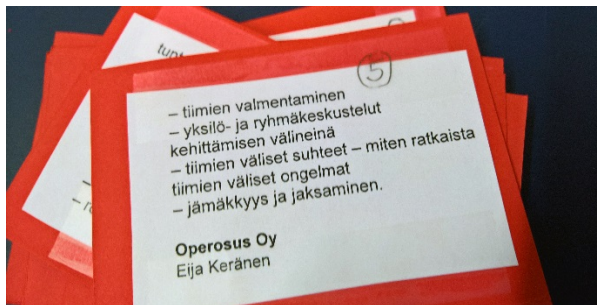 tunt
5
– tiimien valmentaminen
– yksilö- ja ryhmäkeskustelut
kehittämisen välineinä
– tiimien väliset suhteet – miten ratkaista
tiimien väliset ongelmat
– jämäkkyys ja jaksaminen.
Operosus Oy
Eija Keränen